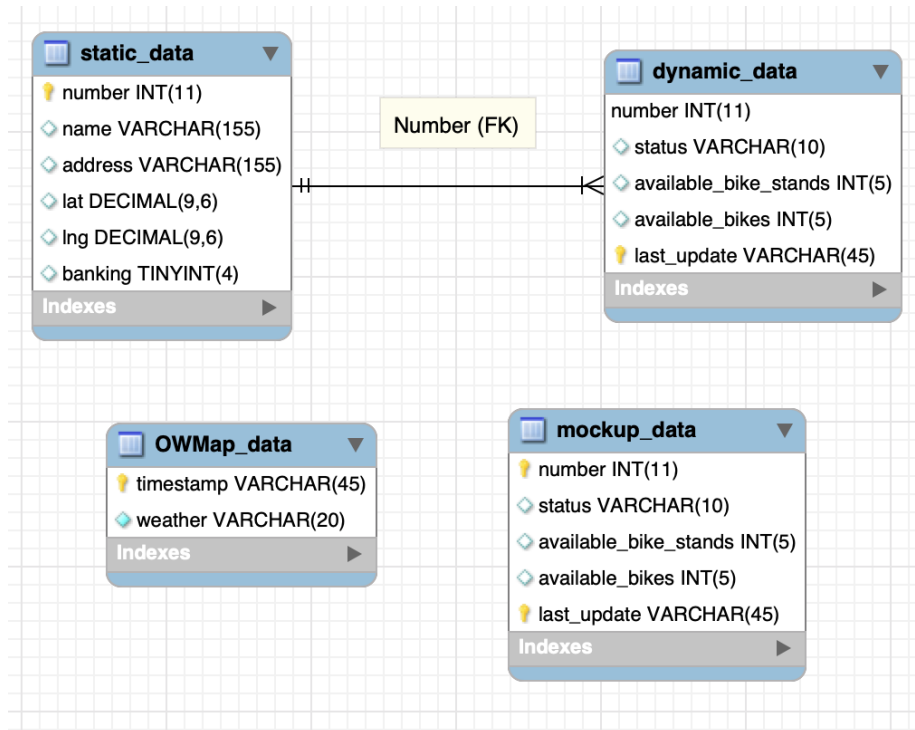 static_data
number INT(11)
name VARCHAR(155)
address VARCHAR(155)
lat DECIMAL(9,6)
lng DECIMAL(9,6)
banking TINYINT(4)
Indexes
Number (FK)
dynamic_data
number INT(11)
status VARCHAR(10)
available_bike_stands INT(5)
available_bikes INT(5)
last_update VARCHAR(45)
Indexes
OWMap_data
timestamp VARCHAR(45)
weather VARCHAR(20)
Indexes
mockup_data
number INT(11)
status VARCHAR(10)
available_bike_stands INT(5)
available_bikes INT(5)
last_update VARCHAR(45)
Indexes